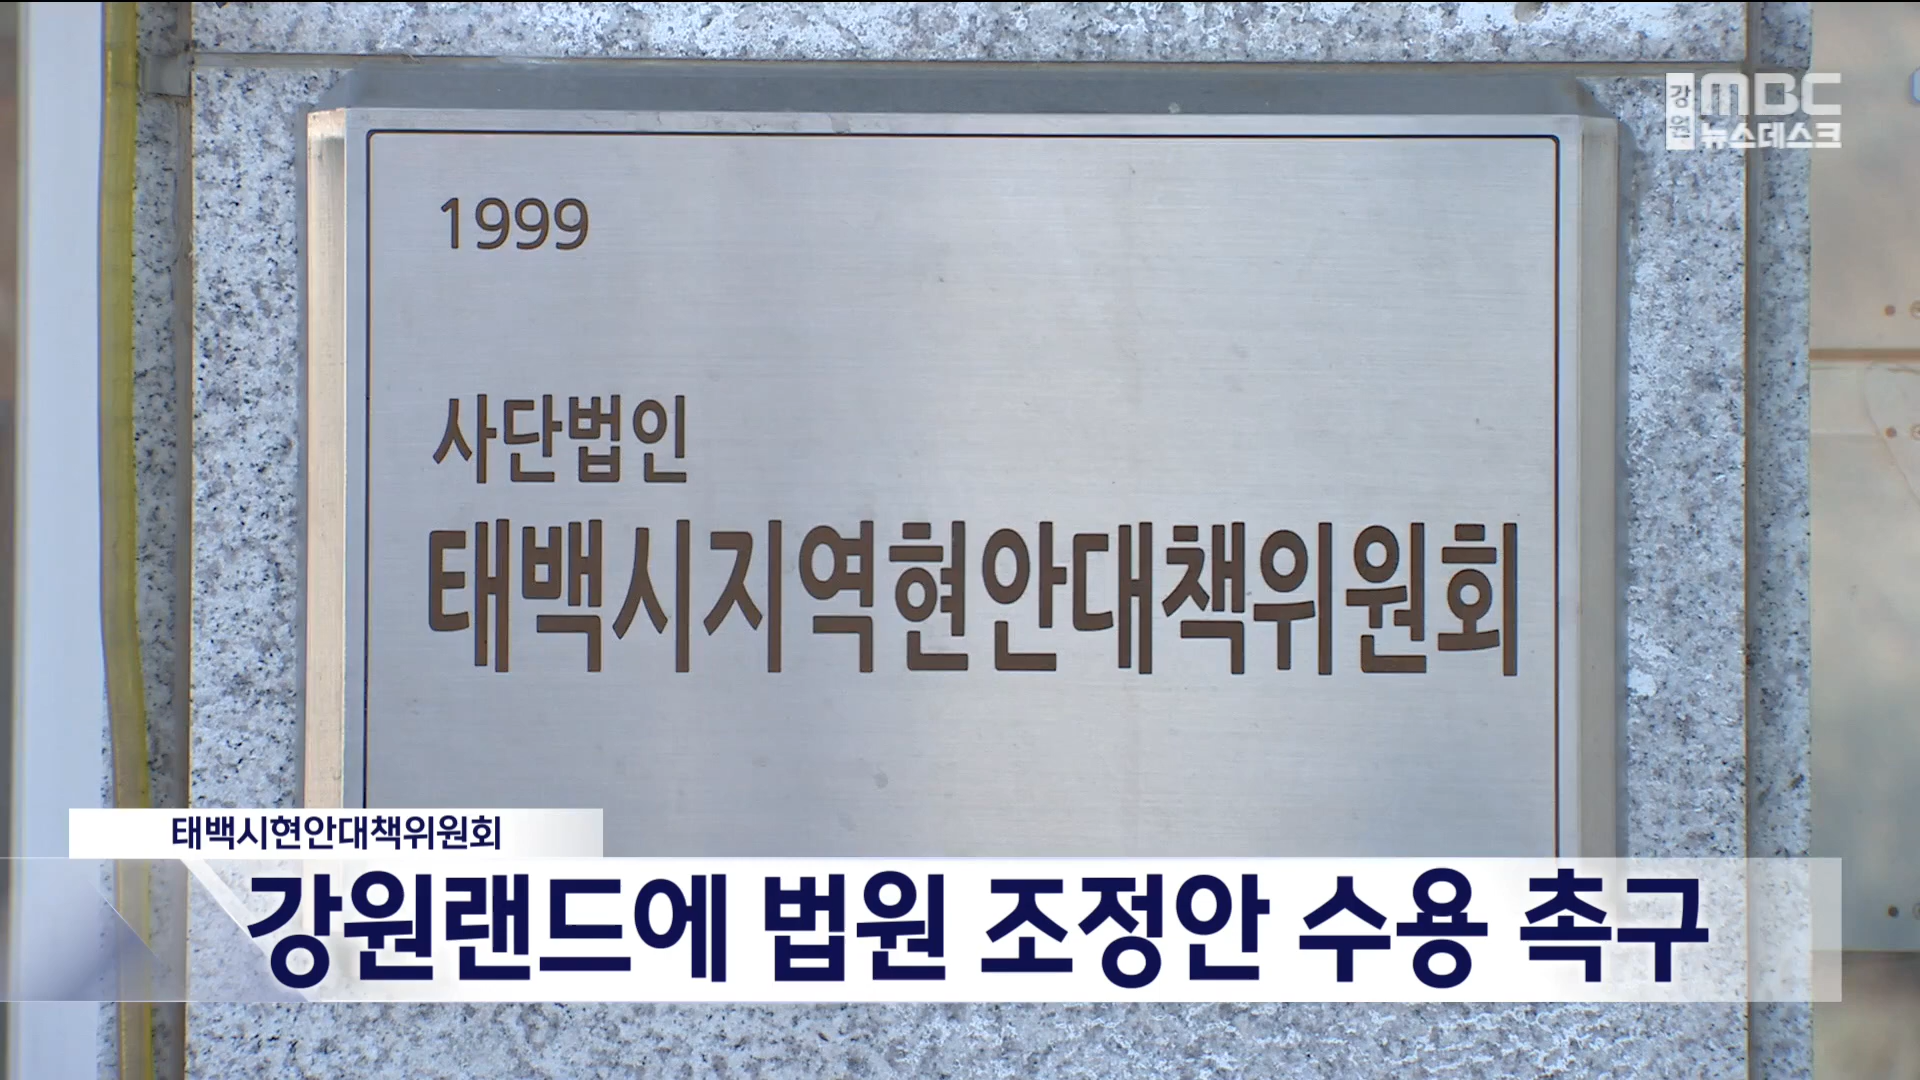 강원
MBC
뉴스데스크
1999
사단법인
태백시지역현안대책위원회
태백시현안대책위원회
강원랜드에 법원 조정안 수용 촉구